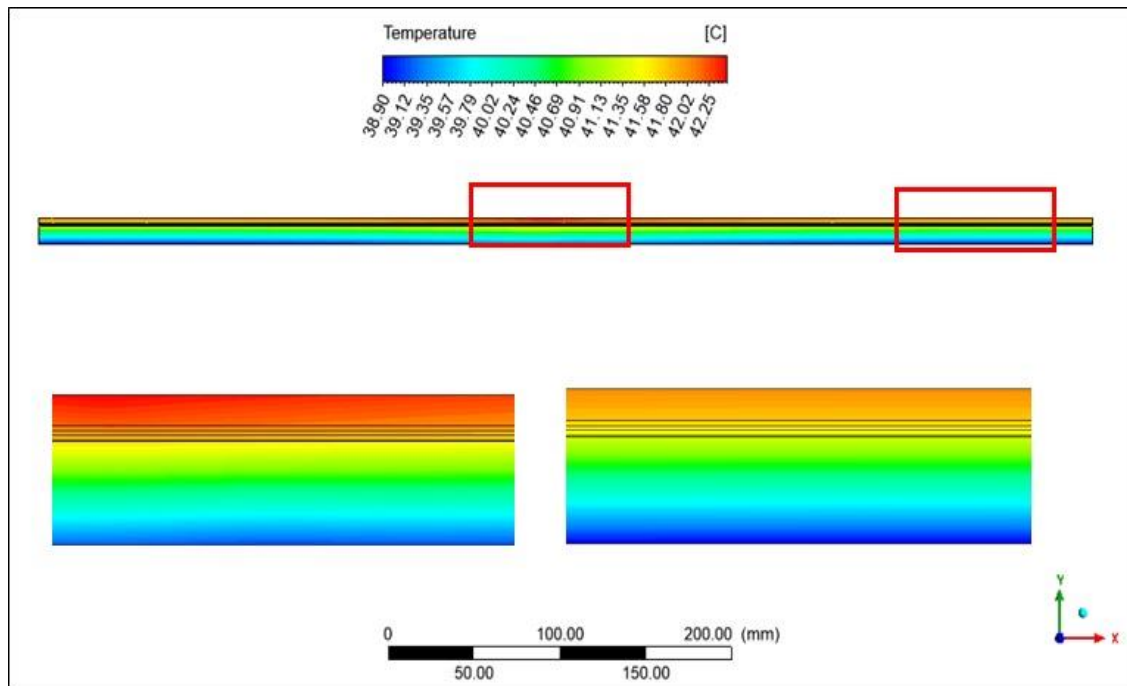 Temperature [C]
38.90 39.12 39.35 39.57 39.79 40.02 40.24 40.46 40.69 40.91 41.13 41.35 41.58 41.80 42.02 42.25
0 100.00 200.00 (mm)
50.00 150.00
Y
X